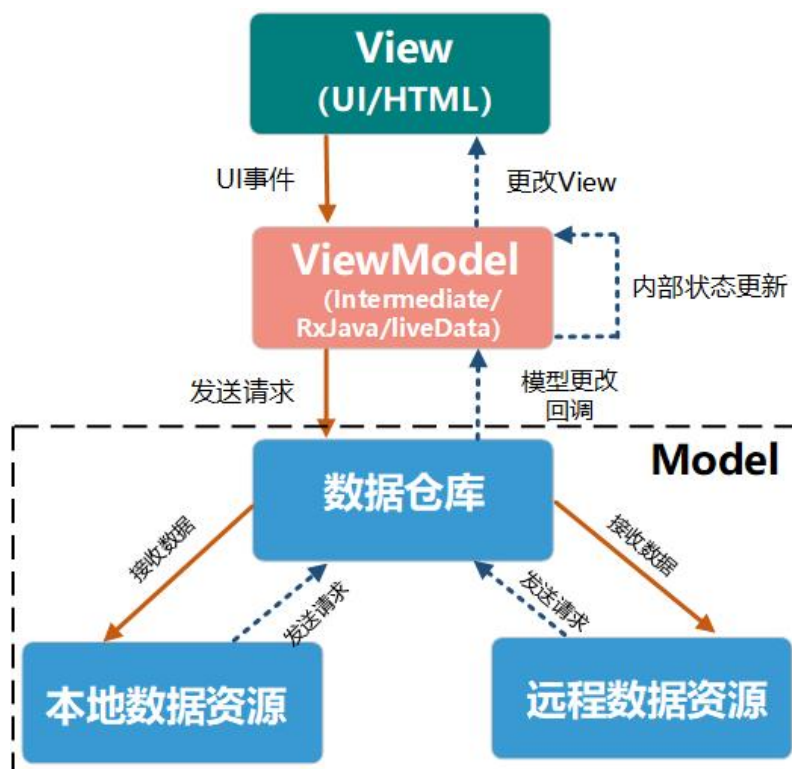 View
(UI/HTML)
UI事件
更改View
ViewModel
(Intermediate/
RxJava/liveData)
内部状态更新
发送请求
模型更改
回调
Model
数据仓库
接收数据
发送请求
发送请求
接收数据
本地数据资源
远程数据资源